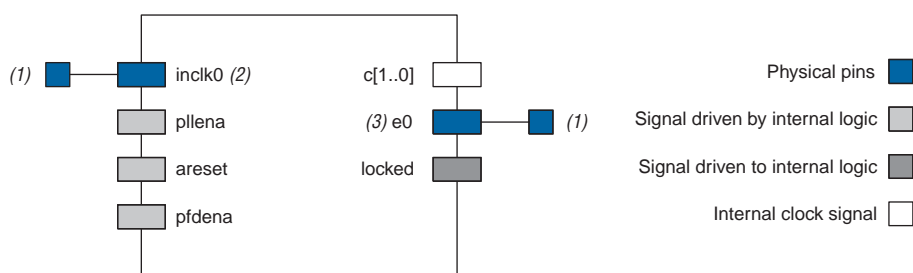 (1) inclk0 (2)
pllena
areset
pfdena
c[1..0]
(3) e0 (1)
locked
Physical pins
Signal driven by internal logic
Signal driven to internal logic
Internal clock signal